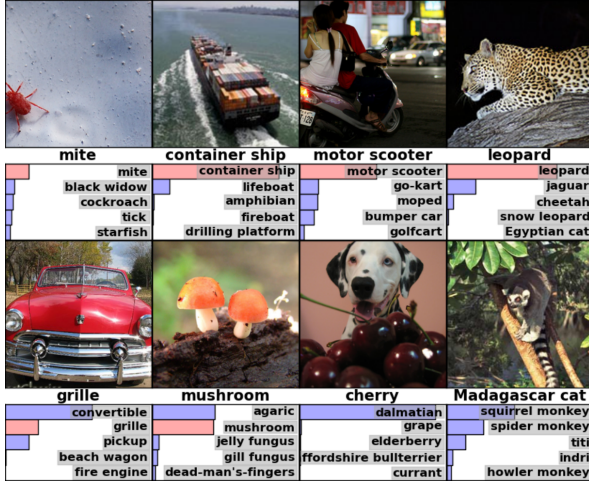 mite
container ship
motor scooter
leopard
mite
black widow
cockroach
tick
starfish
container ship
lifeboat
amphibian
fireboat
drilling platform
motor scooter
go-kart
moped
bumper car
golfcart
leopard
jaguar
cheetah
snow leopard
Egyptian cat
grille
mushroom
cherry
Madagascar cat
convertible
grille
pickup
beach wagon
fire engine
agaric
mushroom
jelly fungus
gill fungus
dead-man's-fingers
dalmatian
grape
elderberry
ffordshire bullterrier
currant
squirrel monkey
spider monkey
titi
indri
howler monkey